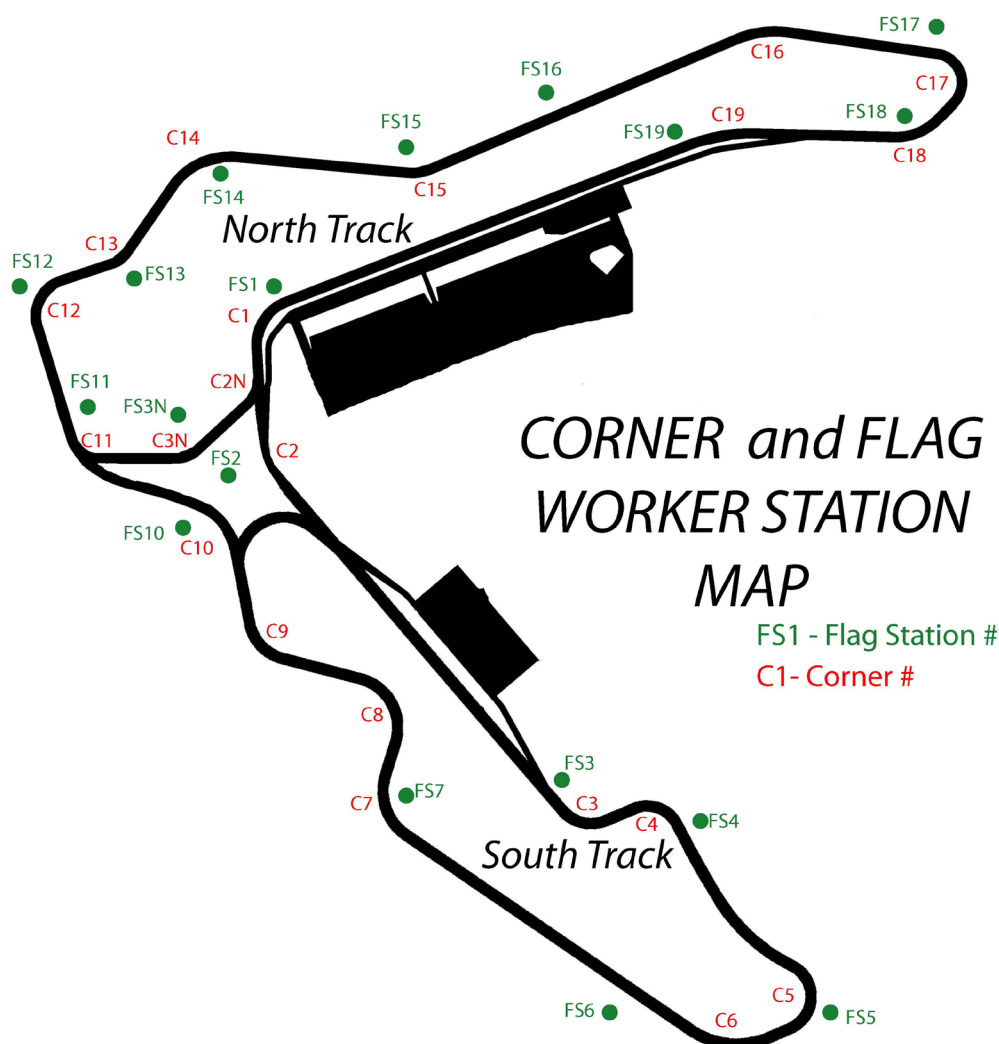 FS17
C16
FS16
C17
C19
FS18
FS19
FS15
C14
C18
C15
FS14
North Track
C13
FS12
FS13
FS1
C12
C1
C2N
FS11
FS3N
C11
C3N
C2
FS2
CORNER and FLAG
WORKER STATION
MAP
FS10
C10
FS1 - Flag Station #
C1- Corner #
C9
C8
FS3
FS7
C7
C3
C4
FS4
South Track
C5
FS6
C6
FS5